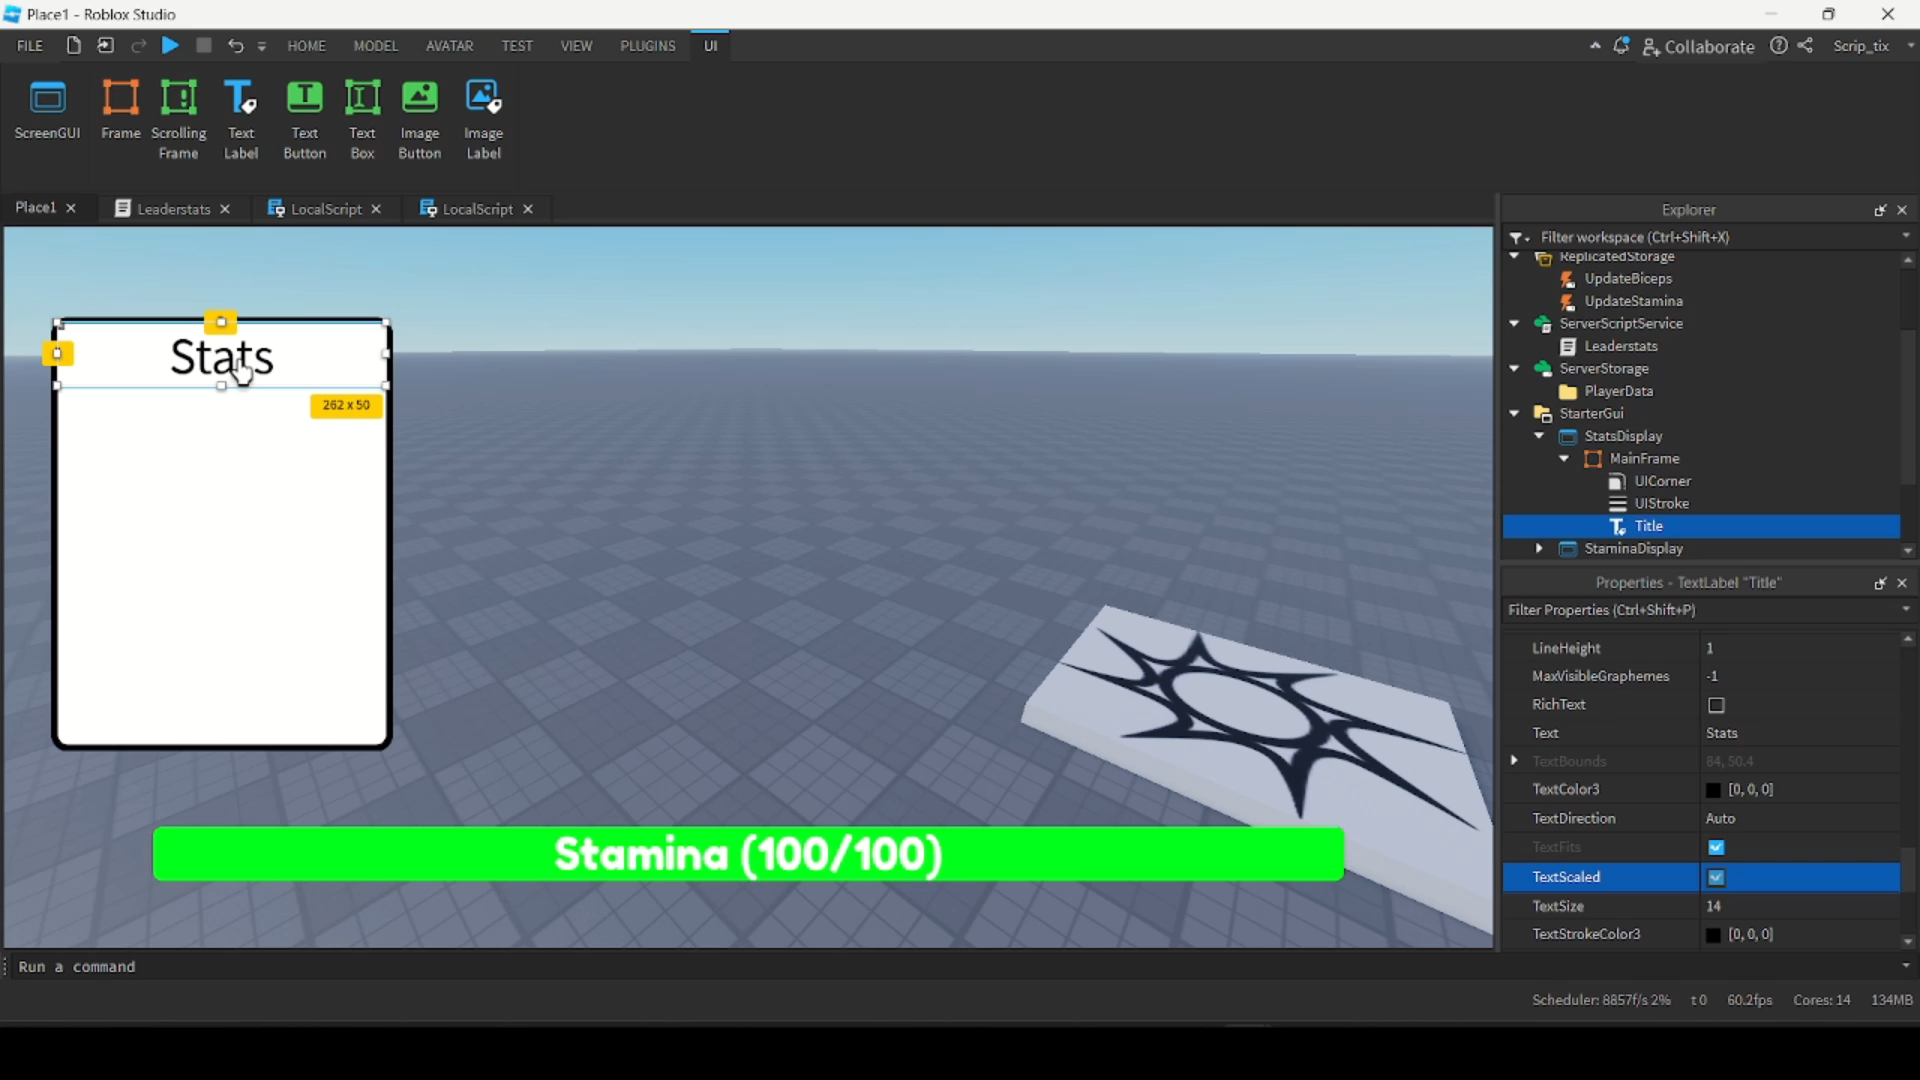 Place1 - Roblox Studio
FILE
HOME
MODEL
AVATAR
TEST
VIEW
PLUGINS
UI
Collaborate
Scrip_tix
ScreenGUI
Frame
Scrolling
Frame
Text
Label
Text
Button
Text
Box
Image
Button
Image
Label
Place1
Leaderstats
LocalScript
LocalScript
Stats
262 x 50
Stamina (100/100)
Explorer
Filter workspace (Ctrl+Shift+X)
ReplicatedStorage
UpdateBiceps
UpdateStamina
ServerScriptService
Leaderstats
ServerStorage
PlayerData
StarterGui
StatsDisplay
MainFrame
UICorner
UIStroke
Title
StaminaDisplay
Properties - TextLabel "Title"
Filter Properties (Ctrl+Shift+P)
LineHeight 1
MaxVisibleGraphemes -1
RichText
Text Stats
TextBounds 84, 50.4
TextColor3 [0, 0, 0]
TextDirection Auto
TextFits
TextScaled
TextSize 14
TextStrokeColor3 [0, 0, 0]
Run a command
Scheduler: 8857f/s 2% t 0 60.2fps Cores: 14 134MB